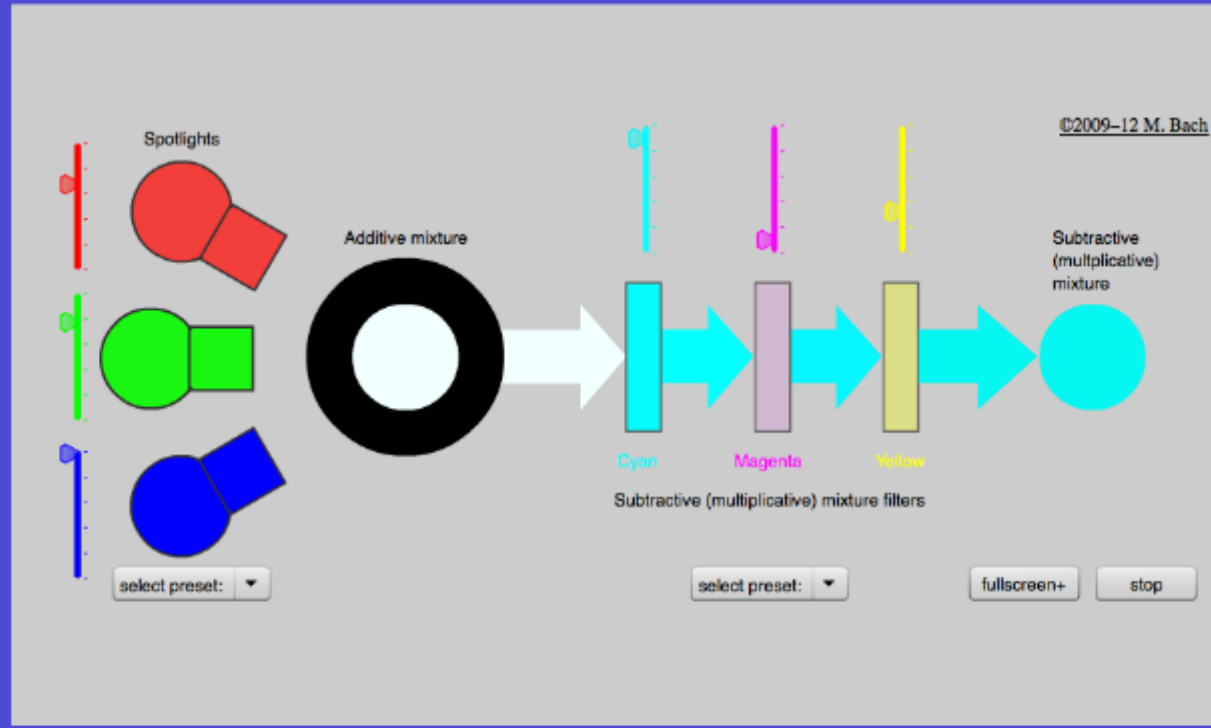 ©2009–12 M. Bach
Spotlights
Additive mixture
Subtractive
(multplicative)
mixture
Cyan
Magenta
Yellow
Subtractive (multiplicative) mixture filters
select preset:
select preset:
fullscreen+
stop